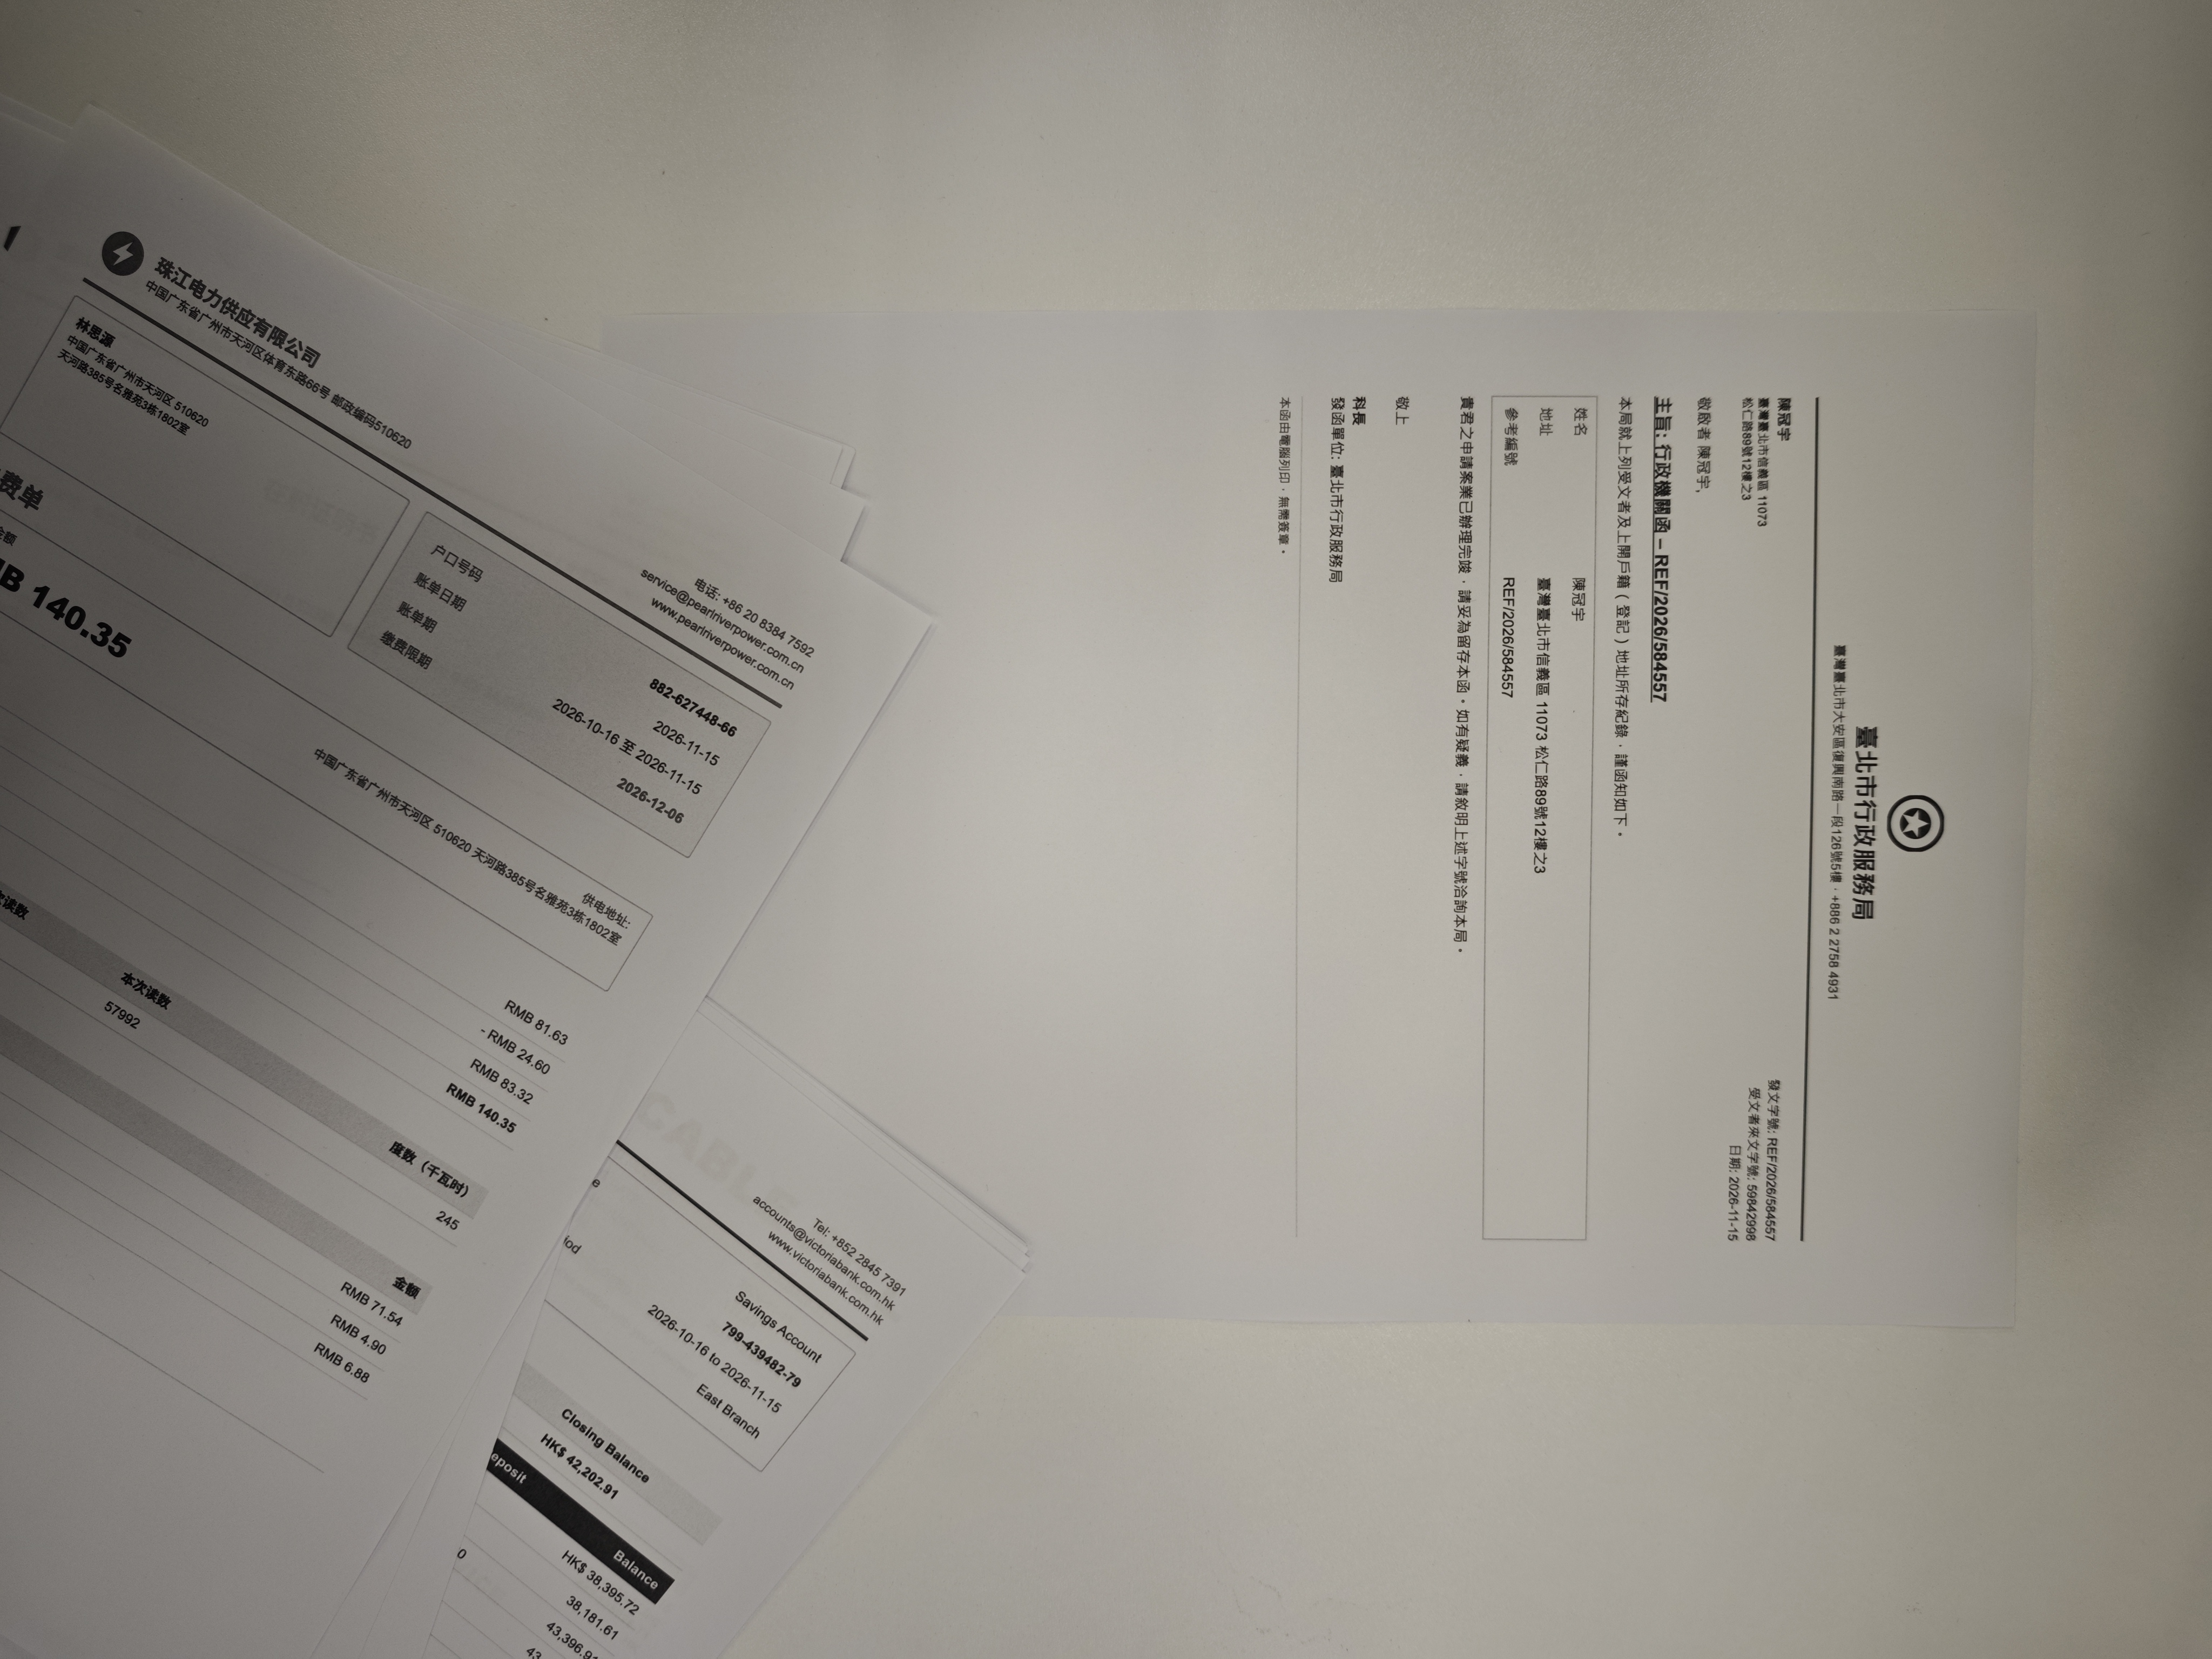 臺北市行政服務局
臺灣臺北市大安區復興南路一段126號5樓 · +886 2 2758 4931
陳冠宇
臺灣臺北市信義區 11073
松仁路89號12樓之3
發文字號: REF/2026/584557
受文者來文字號: 59842998
日期: 2026-11-15
敬啟者 陳冠宇,
主旨: 行政機關函 – REF/2026/584557
本局就上列受文者及上開戶籍（登記）地址所存紀錄，謹函知如下。
姓名 陳冠宇
地址 臺灣臺北市信義區 11073 松仁路89號12樓之3
參考編號 REF/2026/584557
貴君之申請案業已辦理完竣，請妥為留存本函。如有疑義，請敘明上述字號洽詢本局。
敬上
科長
發函單位: 臺北市行政服務局
本函由電腦列印，無需簽章。
珠江电力供应有限公司
中国广东省广州市天河区体育东路66号 邮政编码510620
电话: +86 20 8384 7592
service@pearlriverpower.com.cn
www.pearlriverpower.com.cn
林思源
中国广东省广州市天河区 510620
天河路385号名雅苑3栋1802室
户口号码 882-627448-66
账单日期 2026-11-15
账单期 2026-10-16 至 2026-11-15
缴费限期 2026-12-06
费单
金额
B 140.35
供电地址:
中国广东省广州市天河区 510620 天河路385号名雅苑3栋1802室
RMB 81.63
- RMB 24.60
RMB 83.32
RMB 140.35
次读数 本次读数 度数（千瓦时）
57992 245
金额
RMB 71.54
RMB 4.90
RMB 6.88
Tel: +852 2845 7391
accounts@victoriabank.com.hk
www.victoriabank.com.hk
Savings Account
799-439482-79
iod 2026-10-16 to 2026-11-15
East Branch
Closing Balance
HK$ 42,202.91
eposit Balance
HK$ 38,395.72
0 38,181.61
43,396.9
43